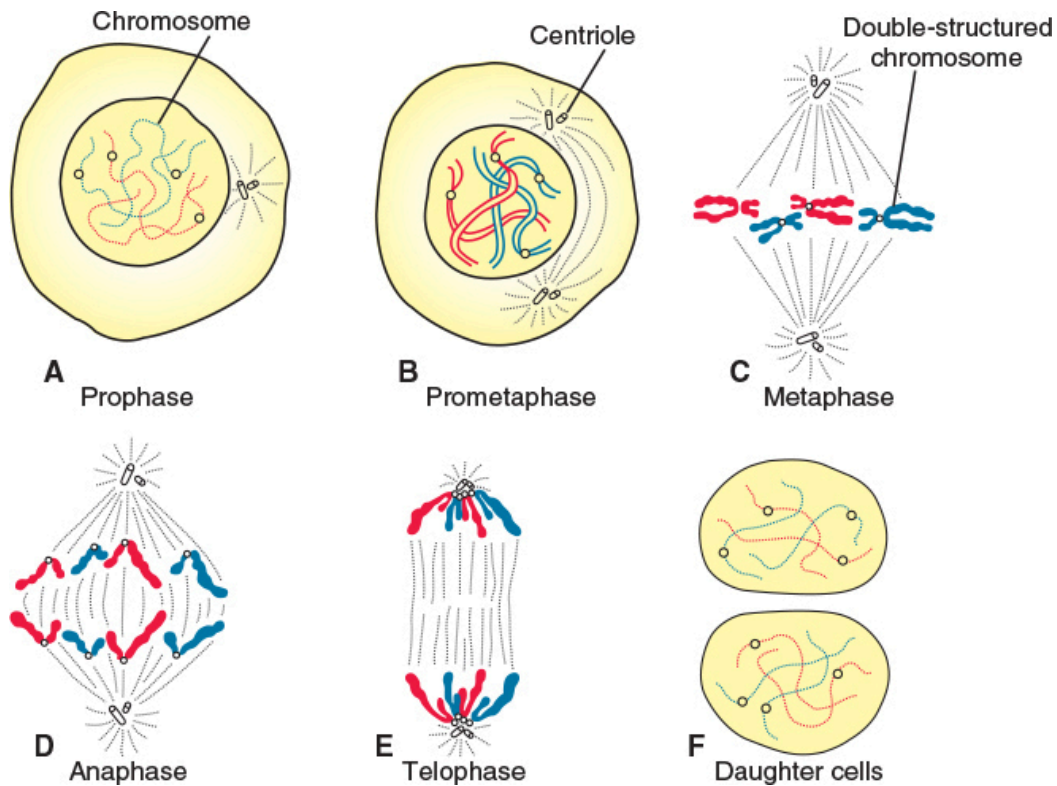 Chromosome
Centriole
Double-structured
chromosome
A
Prophase
B
Prometaphase
C
Metaphase
D
Anaphase
E
Telophase
F
Daughter cells